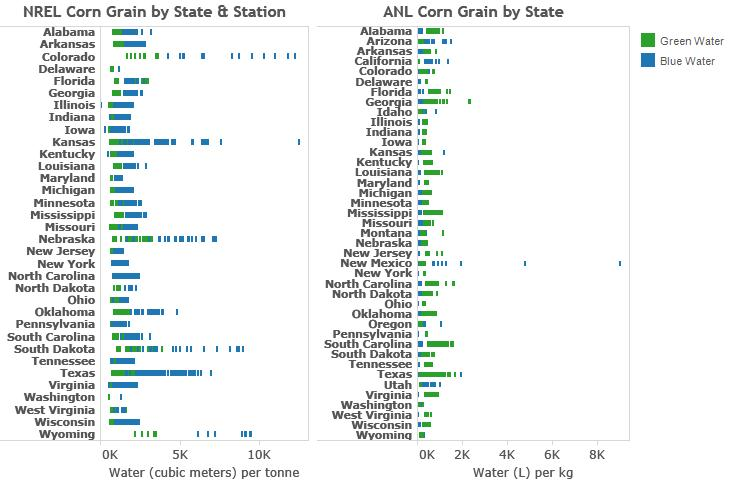 NREL Corn Grain by State & Station
Alabama
Arkansas
Colorado
Delaware
Florida
Georgia
Illinois
Indiana
Iowa
Kansas
Kentucky
Louisiana
Maryland
Michigan
Minnesota
Mississippi
Missouri
Nebraska
New Jersey
New York
North Carolina
North Dakota
Ohio
Oklahoma
Pennsylvania
South Carolina
South Dakota
Tennessee
Texas
Virginia
Washington
West Virginia
Wisconsin
Wyoming
0K 5K 10K
Water (cubic meters) per tonne
ANL Corn Grain by State
Alabama
Arizona
Arkansas
California
Colorado
Delaware
Florida
Georgia
Idaho
Illinois
Indiana
Iowa
Kansas
Kentucky
Louisiana
Maryland
Michigan
Minnesota
Mississippi
Missouri
Montana
Nebraska
New Jersey
New Mexico
New York
North Carolina
North Dakota
Ohio
Oklahoma
Oregon
Pennsylvania
South Carolina
South Dakota
Tennessee
Texas
Utah
Virginia
Washington
West Virginia
Wisconsin
Wyoming
0K 2K 4K 6K 8K
Water (L) per kg
Green Water
Blue Water